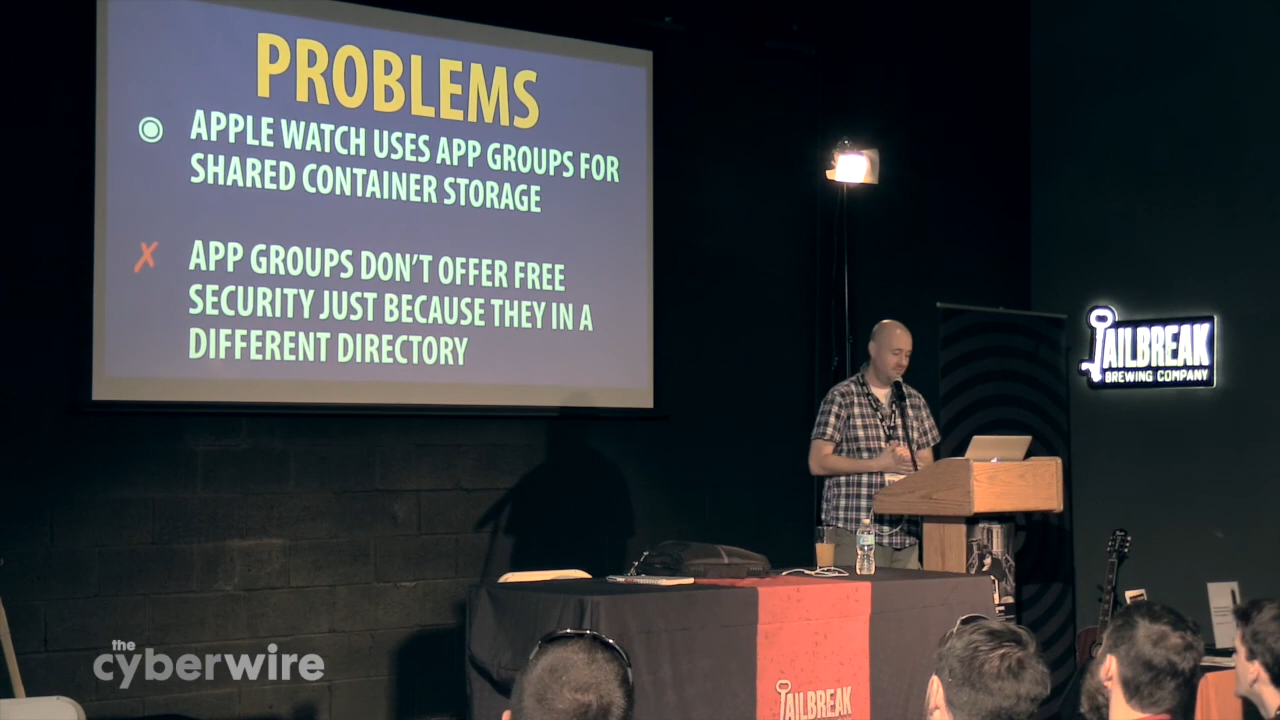 PROBLEMS
APPLE WATCH USES APP GROUPS FOR
SHARED CONTAINER STORAGE
✗ APP GROUPS DON'T OFFER FREE
SECURITY JUST BECAUSE THEY IN A
DIFFERENT DIRECTORY
JAILBREAK
BREWING COMPANY
the
cyberwire
JAILBREAK